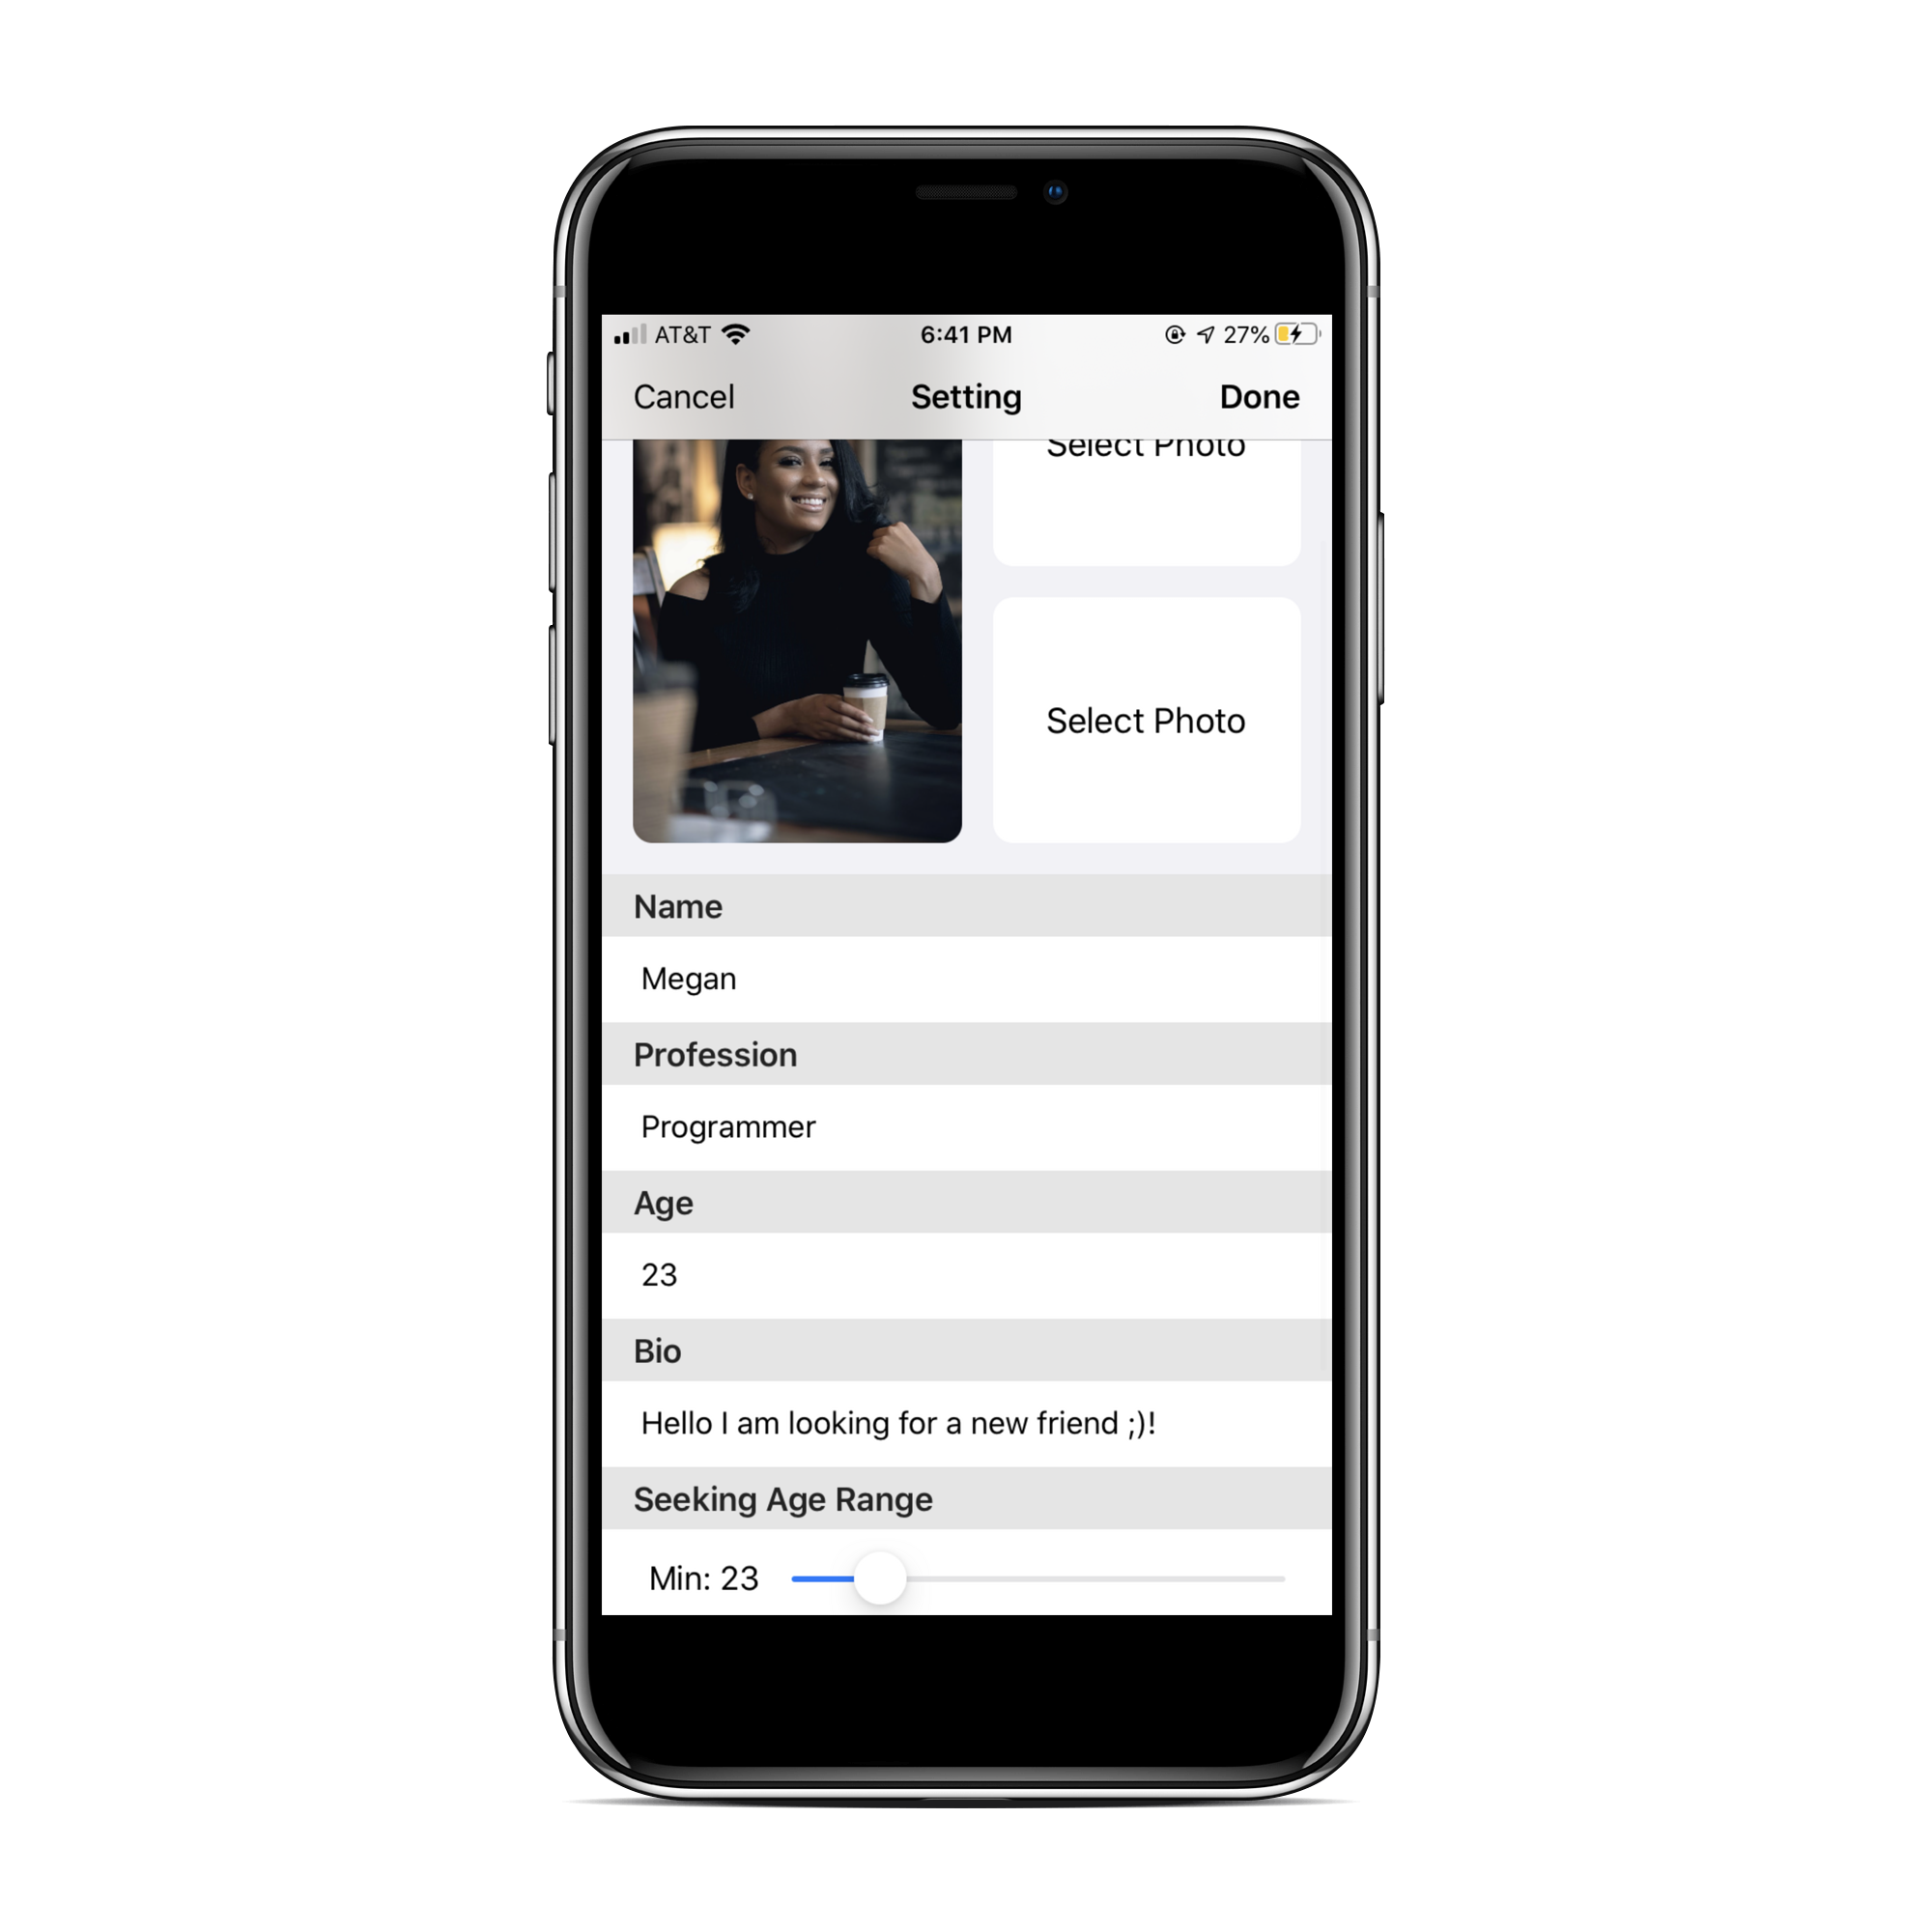 AT&T 6:41 PM 27%
Cancel Setting Done
Select Photo
Select Photo
Name
Megan
Profession
Programmer
Age
23
Bio
Hello I am looking for a new friend ;)!
Seeking Age Range
Min: 23